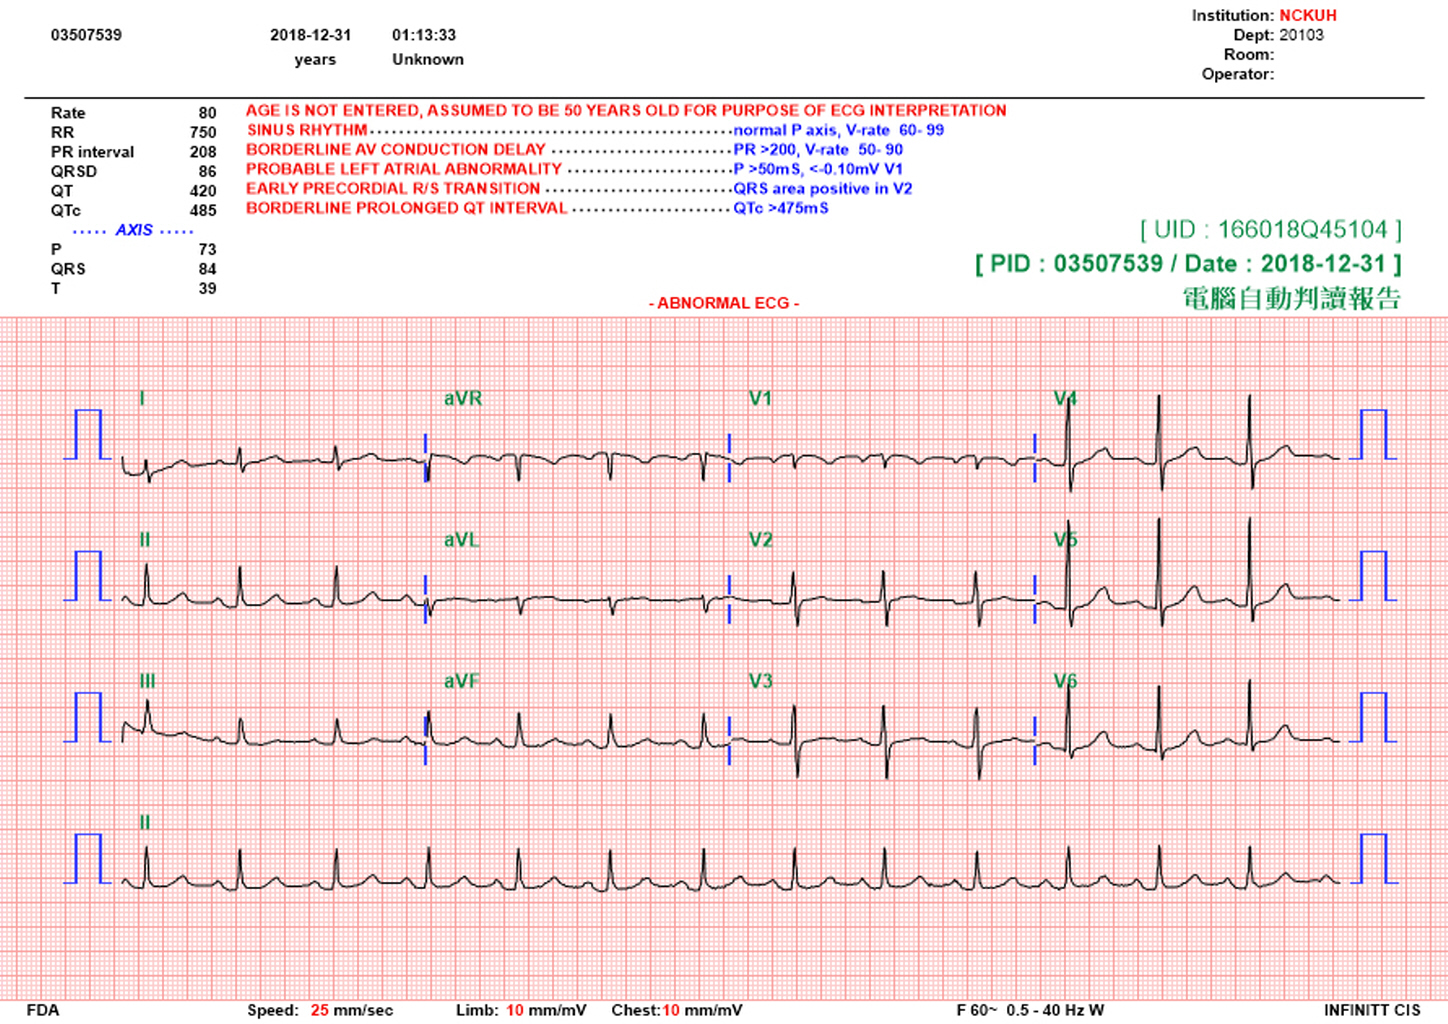 Institution: NCKUH
03507539 2018-12-31 01:13:33 Dept: 20103
years Unknown Room:
Operator:
Rate 80 AGE IS NOT ENTERED, ASSUMED TO BE 50 YEARS OLD FOR PURPOSE OF ECG INTERPRETATION
RR 750 SINUS RHYTHM normal P axis, V-rate 60- 99
PR interval 208 BORDERLINE AV CONDUCTION DELAY PR >200, V-rate 50- 90
QRSD 86 PROBABLE LEFT ATRIAL ABNORMALITY P >50mS, <-0.10mV V1
QT 420 EARLY PRECORDIAL R/S TRANSITION QRS area positive in V2
QTc 485 BORDERLINE PROLONGED QT INTERVAL QTc >475mS
AXIS [ UID : 166018Q45104 ]
P 73
QRS 84 [ PID : 03507539 / Date : 2018-12-31 ]
T 39 電腦自動判讀報告
- ABNORMAL ECG -
I aVR V1 V4
II aVL V2 V5
III aVF V3 V6
II
FDA Speed: 25 mm/sec Limb: 10 mm/mV Chest:10 mm/mV F 60~ 0.5 - 40 Hz W INFINITT CIS